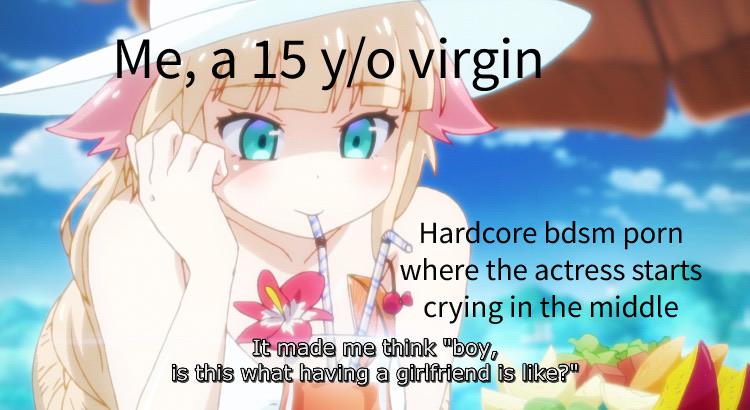 Me, a 15 y/o virgin
Hardcore bdsm porn
where the actress starts
crying in the middle
It made me think "boy,
is this what having a girlfriend is like?"